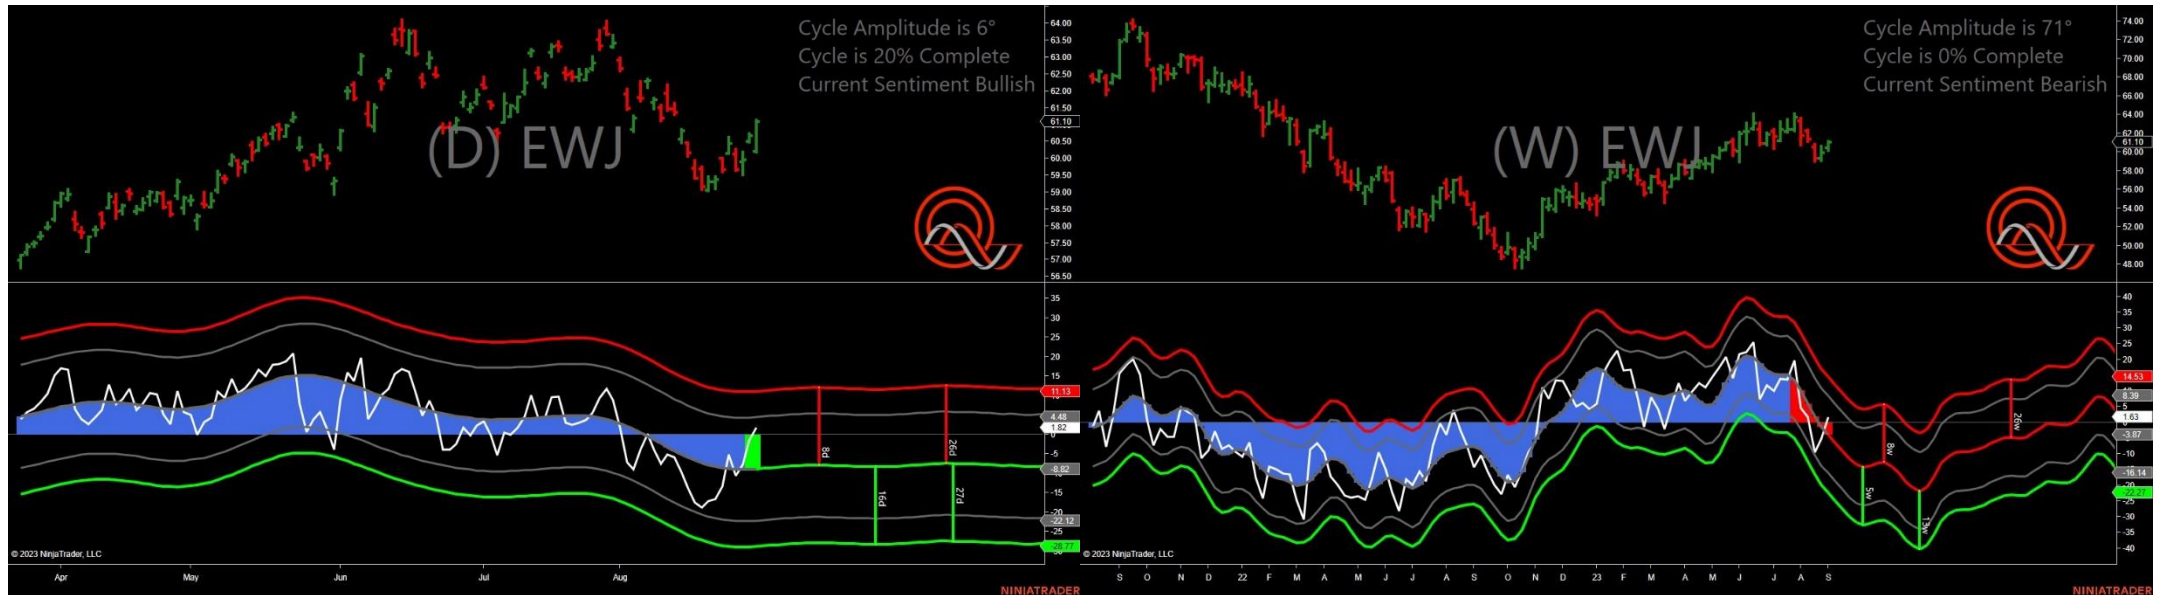 Cycle Amplitude is 6°
Cycle is 20% Complete
Current Sentiment Bullish
(D) EWJ
64.00
63.50
63.00
62.50
62.00
61.50
61.10
60.50
60.00
59.50
59.00
58.50
58.00
57.50
57.00
56.50
35
30
25
20
15
11.13
4.48
1.82
0
-5
-8.82
-15
-20
-22.12
-25
-28.77
8d
16d
26d
27d
© 2023 NinjaTrader, LLC
Apr
May
Jun
Jul
Aug
NINJATRADER
Cycle Amplitude is 71°
Cycle is 0% Complete
Current Sentiment Bearish
(W) EWJ
74.00
72.00
70.00
68.00
66.00
64.00
62.00
61.10
60.00
58.00
56.00
54.00
52.00
50.00
48.00
40
35
30
25
20
14.53
8.39
5
1.63
-3.87
-10
-16.14
-22.27
-25
-30
-35
-40
8w
5w
13w
26w
© 2023 NinjaTrader, LLC
S O N D 22 F M A M J J A S O N D 23 F M A M J J A S
NINJATRADER